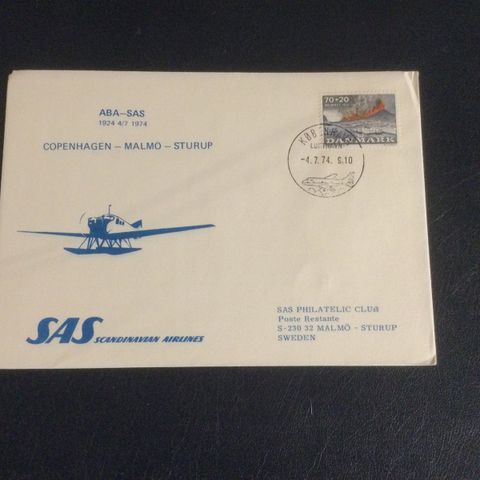 ABA–SAS
1924 4/7 1974
COPENHAGEN – MALMÖ – STURUP
70+20
DANMARK
LUFTHAVN
-4.7.74. 9.10
SAS SCANDINAVIAN AIRLINES
SAS PHILATELIC CLUB
Poste Restante
S-230 32 MALMÖ - STURUP
SWEDEN